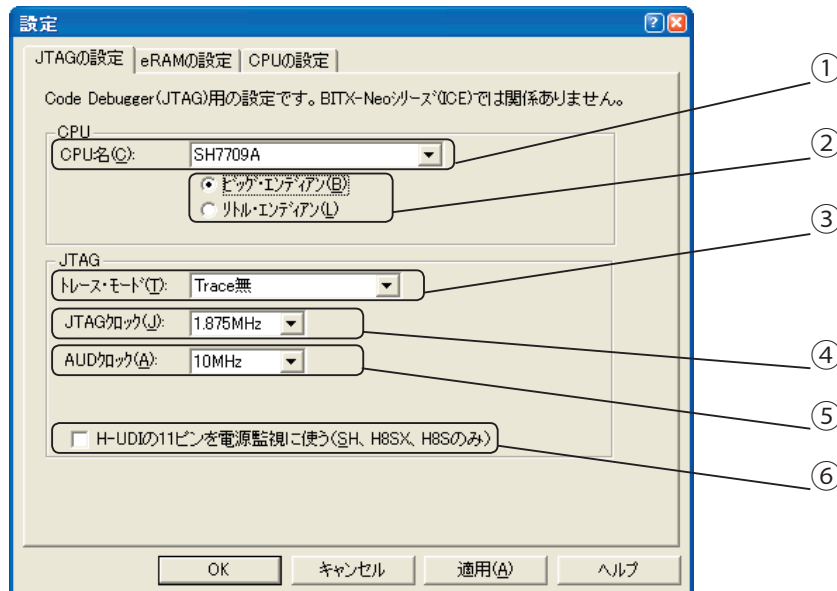 設定
JTAGの設定 eRAMの設定 CPUの設定
Code Debugger(JTAG)用の設定です。BITX-Neoシリーズ(ICE)では関係ありません。
CPU
CPU名(C): SH7709A
①
ビッグ・エンディアン(B)
②
リトル・エンディアン(L)
③
JTAG
トレース・モード(T): Trace無
JTAGクロック(J): 1.875MHz
④
AUDクロック(A): 10MHz
⑤
H-UDIの11ピンを電源監視に使う(SH、H8SX、H8Sのみ)
⑥
OK キャンセル 適用(A) ヘルプ